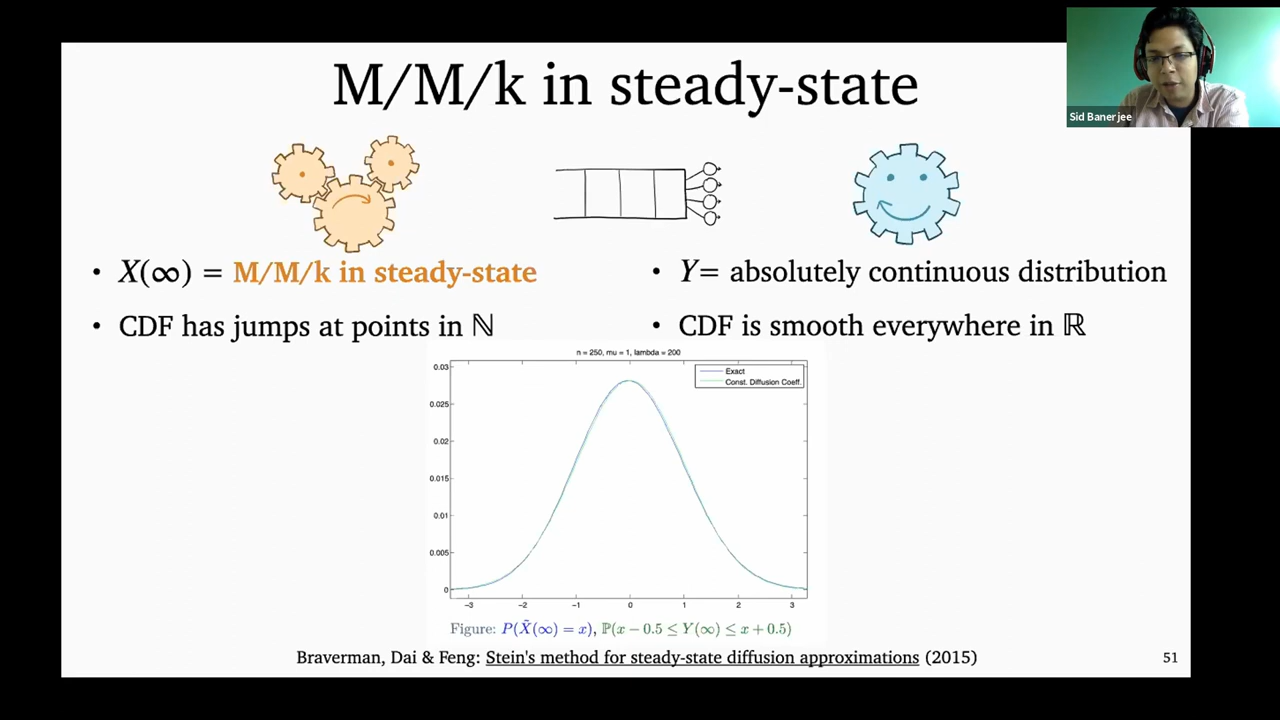 M/M/k in steady-state
Sid Banerjee
• X(∞) = M/M/k in steady-state
• CDF has jumps at points in ℕ
• Y= absolutely continuous distribution
• CDF is smooth everywhere in ℝ
n = 250, mu = 1, lambda = 200
Exact
Const. Diffusion Coeff.
0.03
0.025
0.02
0.015
0.01
0.005
0
−3 −2 −1 0 1 2 3
Figure: P(X̃(∞) = x), ℙ(x − 0.5 ≤ Y(∞) ≤ x + 0.5)
Braverman, Dai & Feng: Stein's method for steady-state diffusion approximations (2015)
51